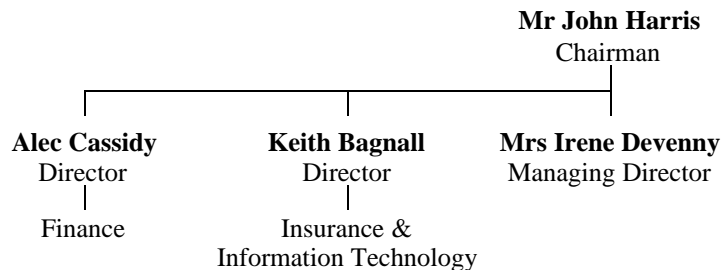 Mr John Harris
Chairman
Alec Cassidy
Director
Finance
Keith Bagnall
Director
Insurance &
Information Technology
Mrs Irene Devenny
Managing Director